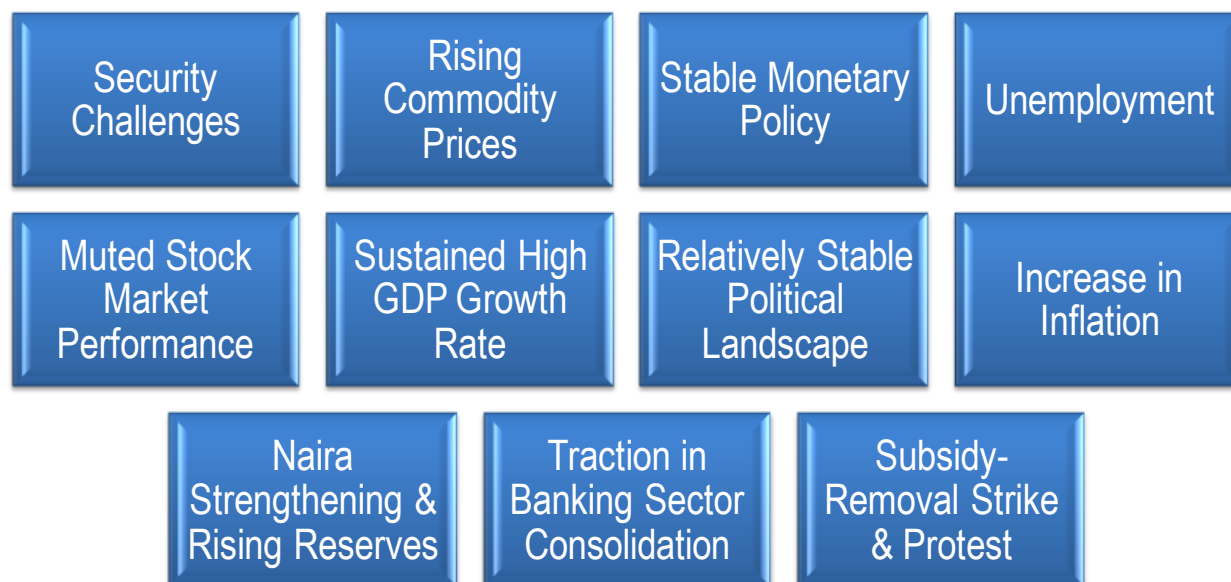 Security
Challenges
Rising
Commodity
Prices
Stable Monetary
Policy
Unemployment
Muted Stock
Market
Performance
Sustained High
GDP Growth
Rate
Relatively Stable
Political
Landscape
Increase in
Inflation
Naira
Strengthening &
Rising Reserves
Traction in
Banking Sector
Consolidation
Subsidy-
Removal Strike
& Protest